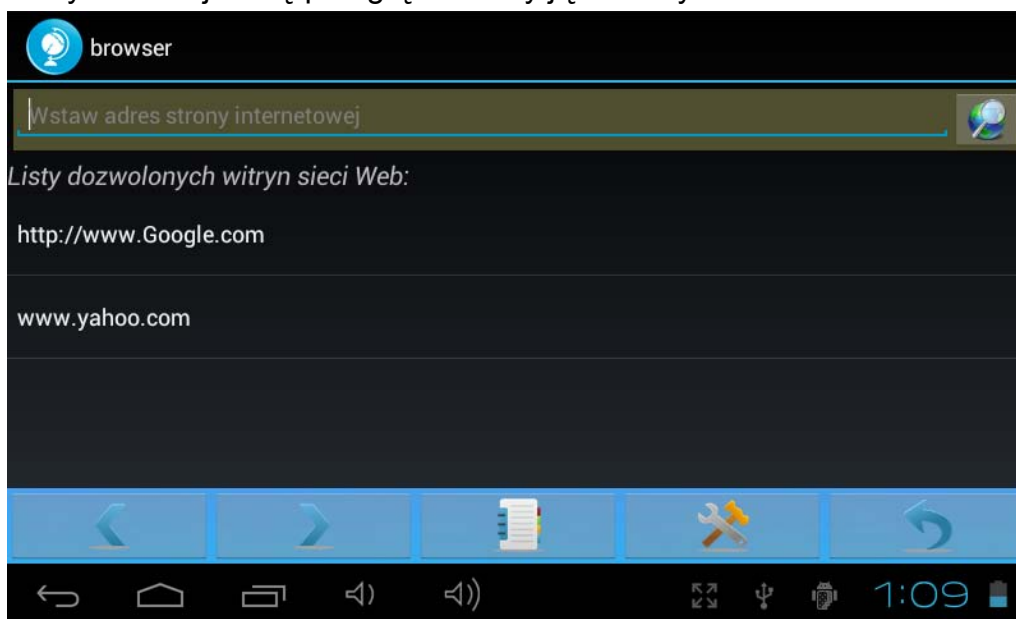 browser
Wstaw adres strony internetowej
Listy dozwolonych witryn sieci Web:
http://www.Google.com
www.yahoo.com
1:09